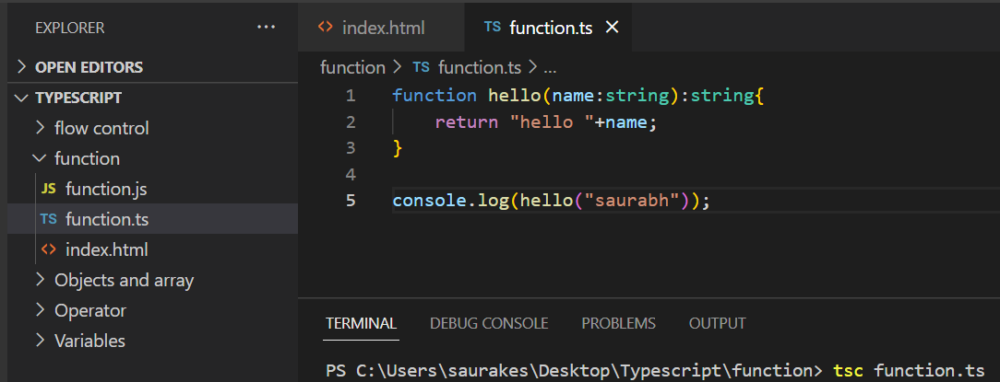 EXPLORER ...
OPEN EDITORS
TYPESCRIPT
flow control
function
JS function.js
TS function.ts
<> index.html
Objects and array
Operator
Variables
<> index.html TS function.ts ×
function > TS function.ts > ...
1 function hello(name:string):string{
2 return "hello "+name;
3 }
4
5 console.log(hello("saurabh"));
TERMINAL DEBUG CONSOLE PROBLEMS OUTPUT
PS C:\Users\saurakes\Desktop\Typescript\function> tsc function.ts